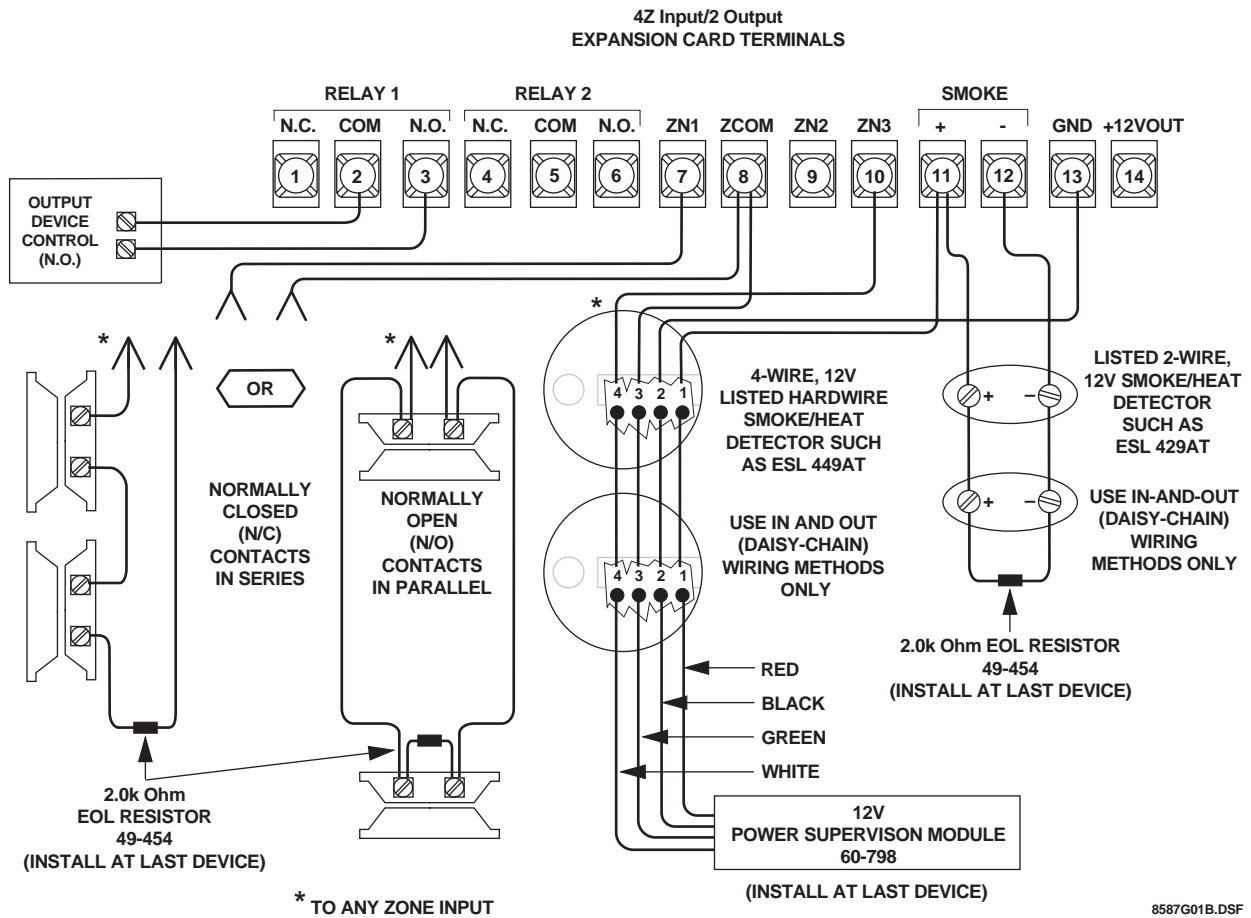 4Z Input/2 Output
EXPANSION CARD TERMINALS
RELAY 1
RELAY 2
SMOKE
N.C.
COM
N.O.
N.C.
COM
N.O.
ZN1
ZCOM
ZN2
ZN3
+
-
GND
+12VOUT
1
2
3
4
5
6
7
8
9
10
11
12
13
14
OUTPUT
DEVICE
CONTROL
(N.O.)
*
*
*
OR
4 3 2 1
4-WIRE, 12V
LISTED HARDWIRE
SMOKE/HEAT
DETECTOR SUCH
AS ESL 449AT
+ –
LISTED 2-WIRE,
12V SMOKE/HEAT
DETECTOR
SUCH AS
ESL 429AT
NORMALLY
CLOSED
(N/C)
CONTACTS
IN SERIES
NORMALLY
OPEN
(N/O)
CONTACTS
IN PARALLEL
4 3 2 1
USE IN AND OUT
(DAISY-CHAIN)
WIRING METHODS
ONLY
+ –
USE IN-AND-OUT
(DAISY-CHAIN)
WIRING
METHODS ONLY
2.0k Ohm EOL RESISTOR
49-454
(INSTALL AT LAST DEVICE)
RED
BLACK
GREEN
WHITE
2.0k Ohm
EOL RESISTOR
49-454
(INSTALL AT LAST DEVICE)
12V
POWER SUPERVISON MODULE
60-798
(INSTALL AT LAST DEVICE)
* TO ANY ZONE INPUT
8587G01B.DSF